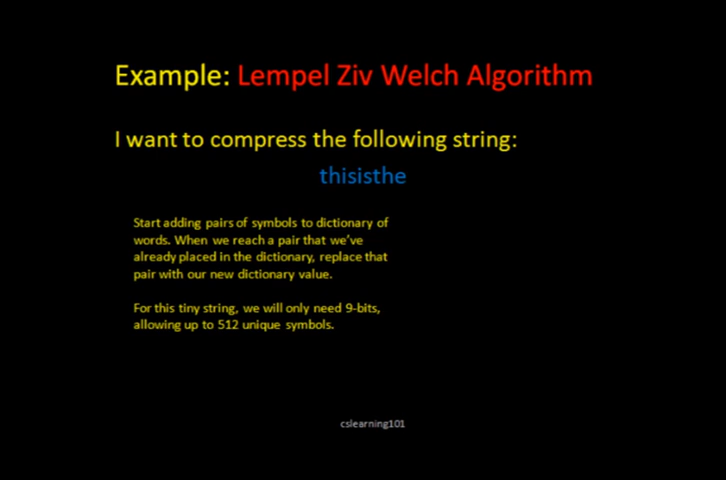 Example: Lempel Ziv Welch Algorithm
I want to compress the following string:
thisisthe
Start adding pairs of symbols to dictionary of
words. When we reach a pair that we've
already placed in the dictionary, replace that
pair with our new dictionary value.
For this tiny string, we will only need 9-bits,
allowing up to 512 unique symbols.
cslearning101